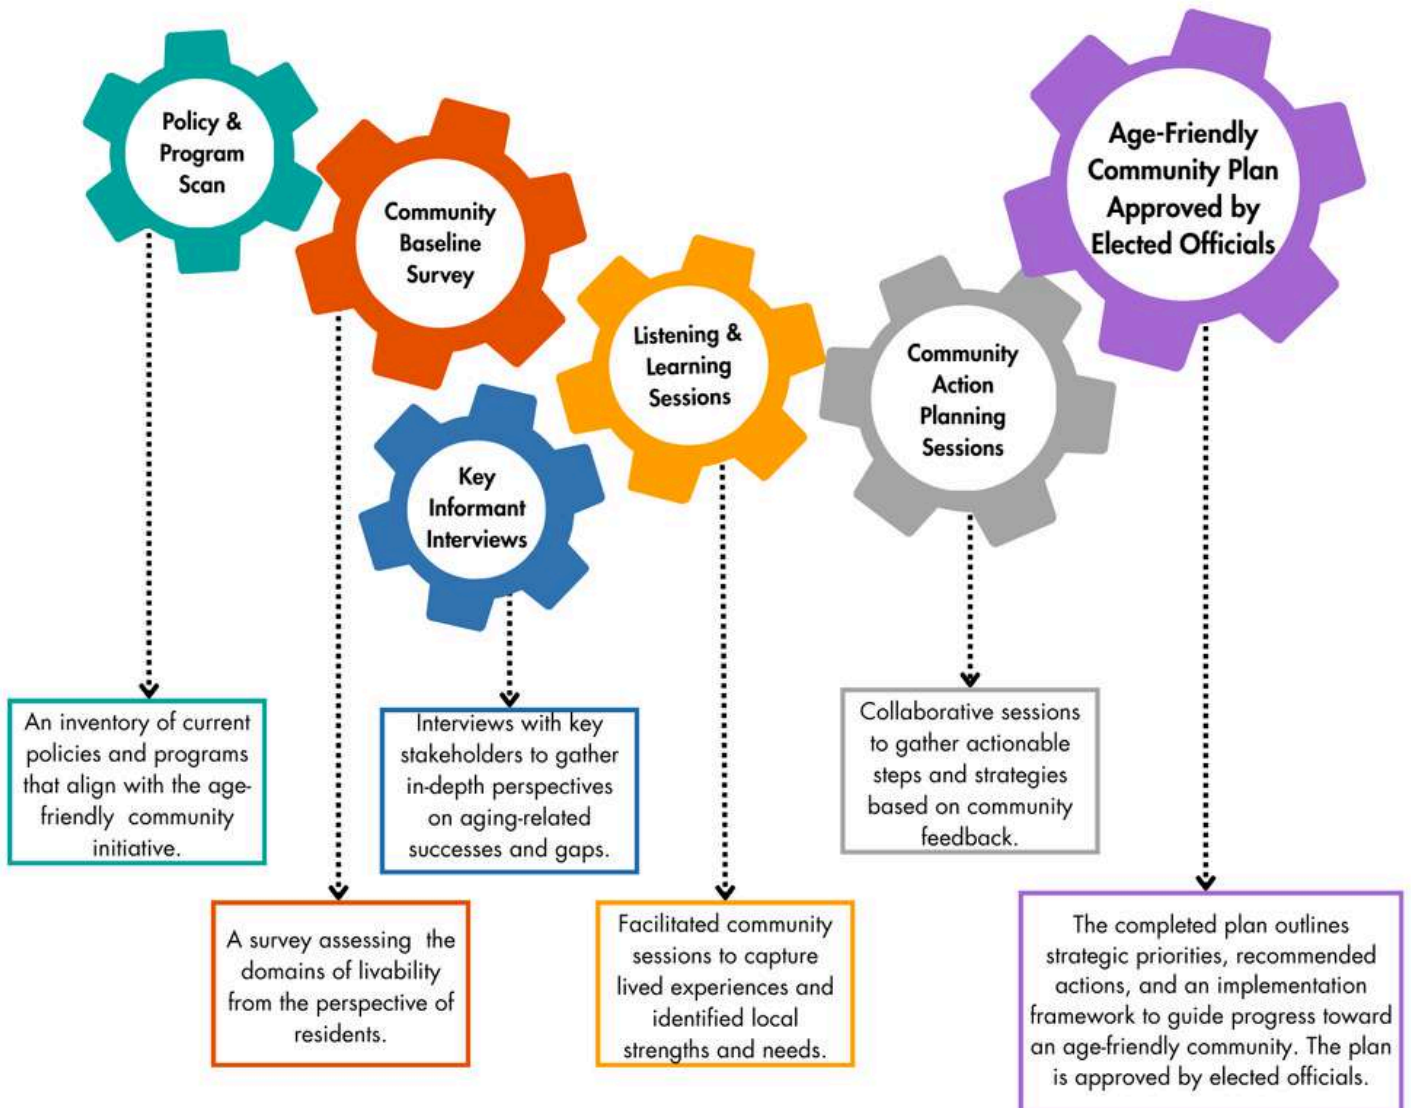 Policy &
Program
Scan
Community
Baseline
Survey
Key
Informant
Interviews
Listening &
Learning
Sessions
Community
Action
Planning
Sessions
Age-Friendly
Community Plan
Approved by
Elected Officials
An inventory of current
policies and programs
that align with the age-
friendly community
initiative.
A survey assessing the
domains of livability
from the perspective of
residents.
Interviews with key
stakeholders to gather
in-depth perspectives
on aging-related
successes and gaps.
Facilitated community
sessions to capture
lived experiences and
identified local
strengths and needs.
Collaborative sessions
to gather actionable
steps and strategies
based on community
feedback.
The completed plan outlines
strategic priorities, recommended
actions, and an implementation
framework to guide progress toward
an age-friendly community. The plan
is approved by elected officials.